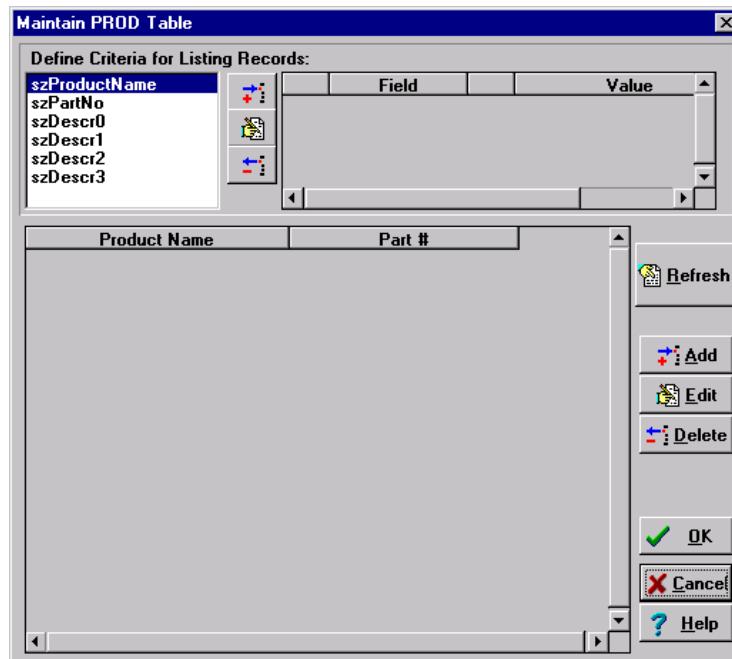 Maintain PROD Table
Define Criteria for Listing Records:
szProductName
szPartNo
szDescr0
szDescr1
szDescr2
szDescr3
Field Value
Product Name Part #
Refresh
Add
Edit
Delete
OK
Cancel
Help